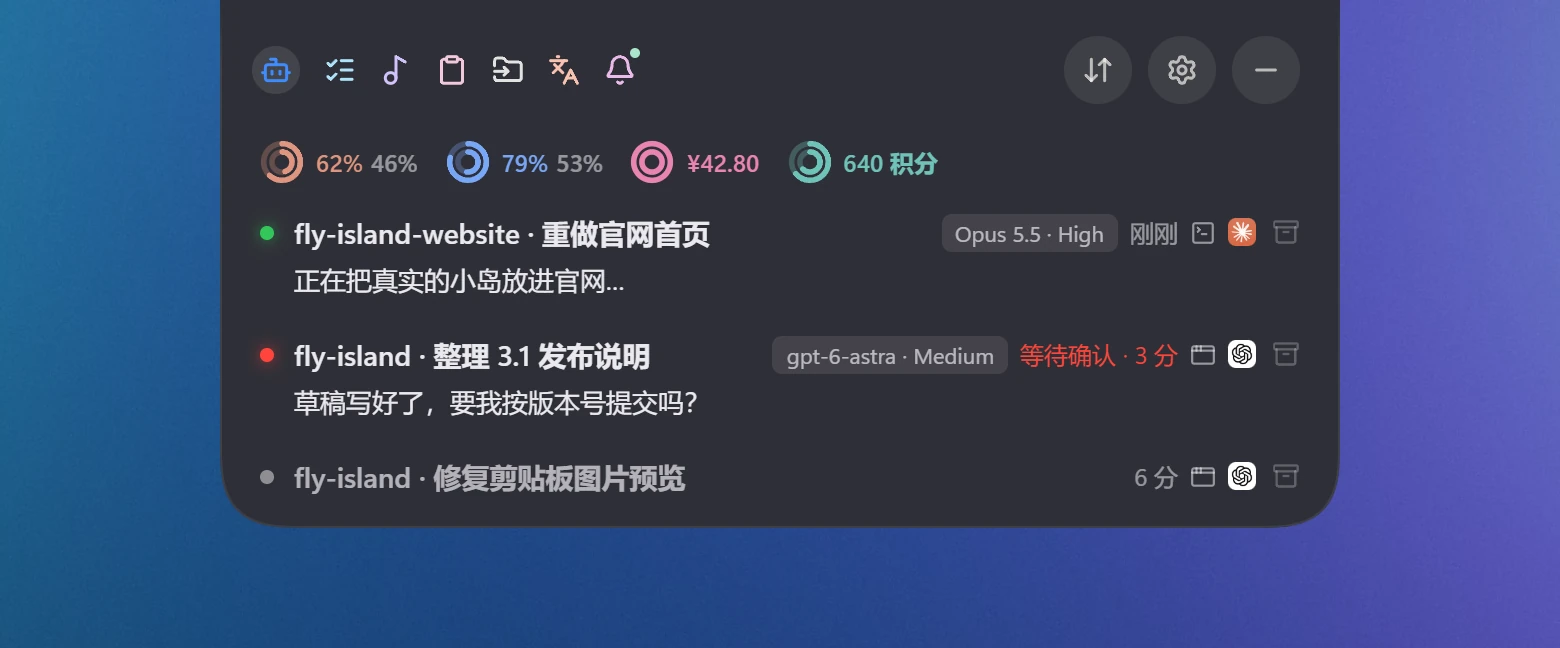 62% 46% 79% 53% ¥42.80 640 积分
fly-island-website · 重做官网首页 Opus 5.5 · High 刚刚
正在把真实的小岛放进官网...
fly-island · 整理 3.1 发布说明 gpt-6-astra · Medium 等待确认 · 3 分
草稿写好了，要我按版本号提交吗？
fly-island · 修复剪贴板图片预览 6 分